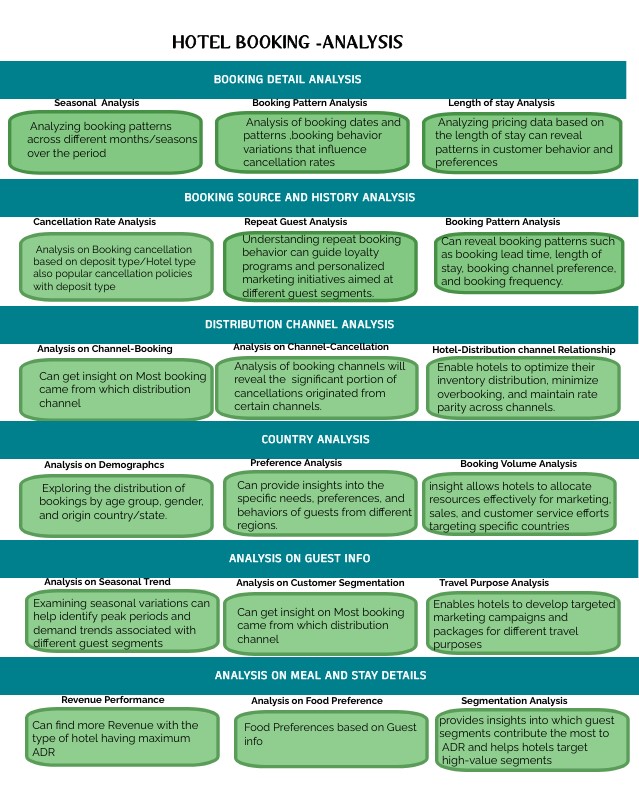 HOTEL BOOKING -ANALYSIS
BOOKING DETAIL ANALYSIS
Seasonal Analysis
Analyzing booking patterns
across different months/seasons
over the period
Booking Pattern Analysis
Analysis of booking dates and
patterns ,booking behavior
variations that influence
cancellation rates
Length of stay Analysis
Analyzing pricing data based on
the length of stay can reveal
patterns in customer behavior and
preferences
BOOKING SOURCE AND HISTORY ANALYSIS
Cancellation Rate Analysis
Analysis on Booking cancellation
based on deposit type/Hotel type
also popular cancellation policies
with deposit type
Repeat Guest Analysis
Understanding repeat booking
behavior can guide loyalty
programs and personalized
marketing initiatives aimed at
different guest segments.
Booking Pattern Analysis
Can reveal booking patterns such
as booking lead time, length of
stay, booking channel preference,
and booking frequency.
DISTRIBUTION CHANNEL ANALYSIS
Analysis on Channel-Booking
Can get insight on Most booking
came from which distribution
channel
Analysis on Channel-Cancellation
Analysis of booking channels will
reveal the significant portion of
cancellations originated from
certain channels.
Hotel-Distribution channel Relationship
Enable hotels to optimize their
inventory distribution, minimize
overbooking, and maintain rate
parity across channels.
COUNTRY ANALYSIS
Analysis on Demographcs
Exploring the distribution of
bookings by age group, gender,
and origin country/state.
Preference Analysis
Can provide insights into the
specific needs, preferences, and
behaviors of guests from different
regions.
Booking Volume Analysis
insight allows hotels to allocate
resources effectively for marketing,
sales, and customer service efforts
targeting specific countries
ANALYSIS ON GUEST INFO
Analysis on Seasonal Trend
Examining seasonal variations can
help identify peak periods and
demand trends associated with
different guest segments
Analysis on Customer Segmentation
Can get insight on Most booking
came from which distribution
channel
Travel Purpose Analysis
Enables hotels to develop targeted
marketing campaigns and
packages for different travel
purposes
ANALYSIS ON MEAL AND STAY DETAILS
Revenue Performance
Can find more Revenue with the
type of hotel having maximum
ADR
Analysis on Food Preference
Food Preferences based on Guest
info
Segmentation Analysis
provides insights into which guest
segments contribute the most to
ADR and helps hotels target
high-value segments